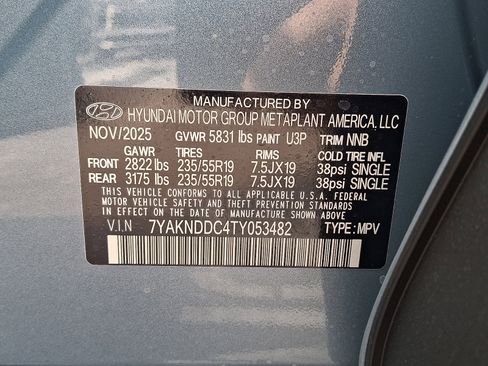 MANUFACTURED BY
HYUNDAI MOTOR GROUP METAPLANT AMERICA, LLC
NOV/2025 GVWR 5831 lbs PAINT U3P TRIM NNB
GAWR TIRES RIMS COLD TIRE INFL
FRONT 2822 lbs 235/55R19 7.5JX19 38psi SINGLE
REAR 3175 lbs 235/55R19 7.5JX19 38psi SINGLE
THIS VEHICLE CONFORMS TO ALL APPLICABLE U.S. FEDERAL
MOTOR VEHICLE SAFETY AND THEFT PREVENTION STANDARDS
IN EFFECT ON THE DATE OF MANUFACTURE SHOWN ABOVE.
V.I.N 7YAKNDDC4TY053482 TYPE: MPV